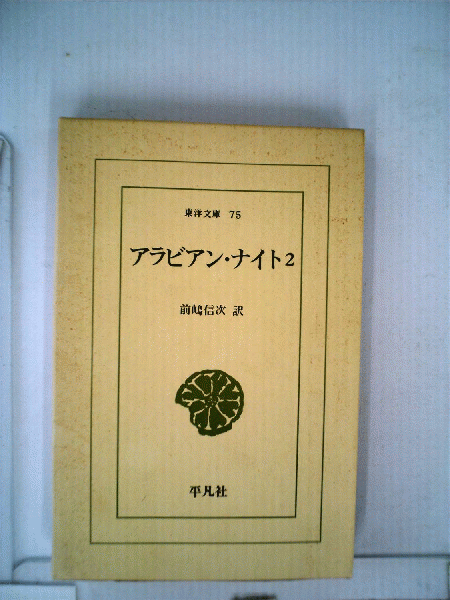 東洋文庫 75
アラビアン・ナイト2
前嶋信次 訳
平凡社